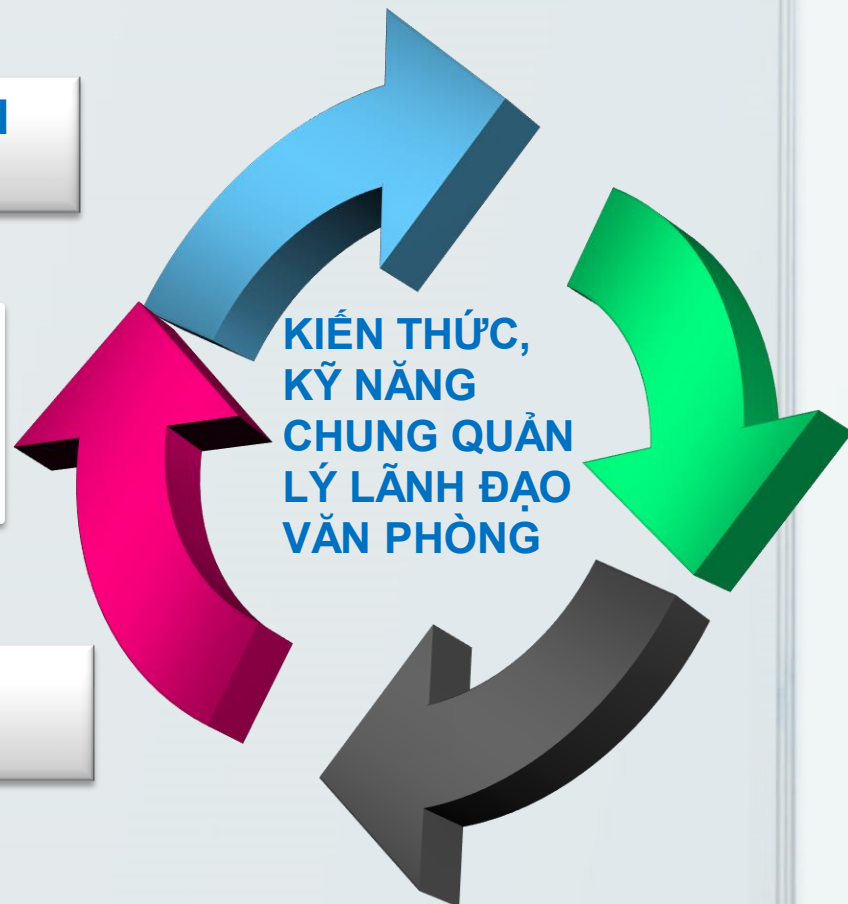 KIẾN THỨC,
KỸ NĂNG
CHUNG QUẢN
LÝ LÃNH ĐẠO
VĂN PHÒNG